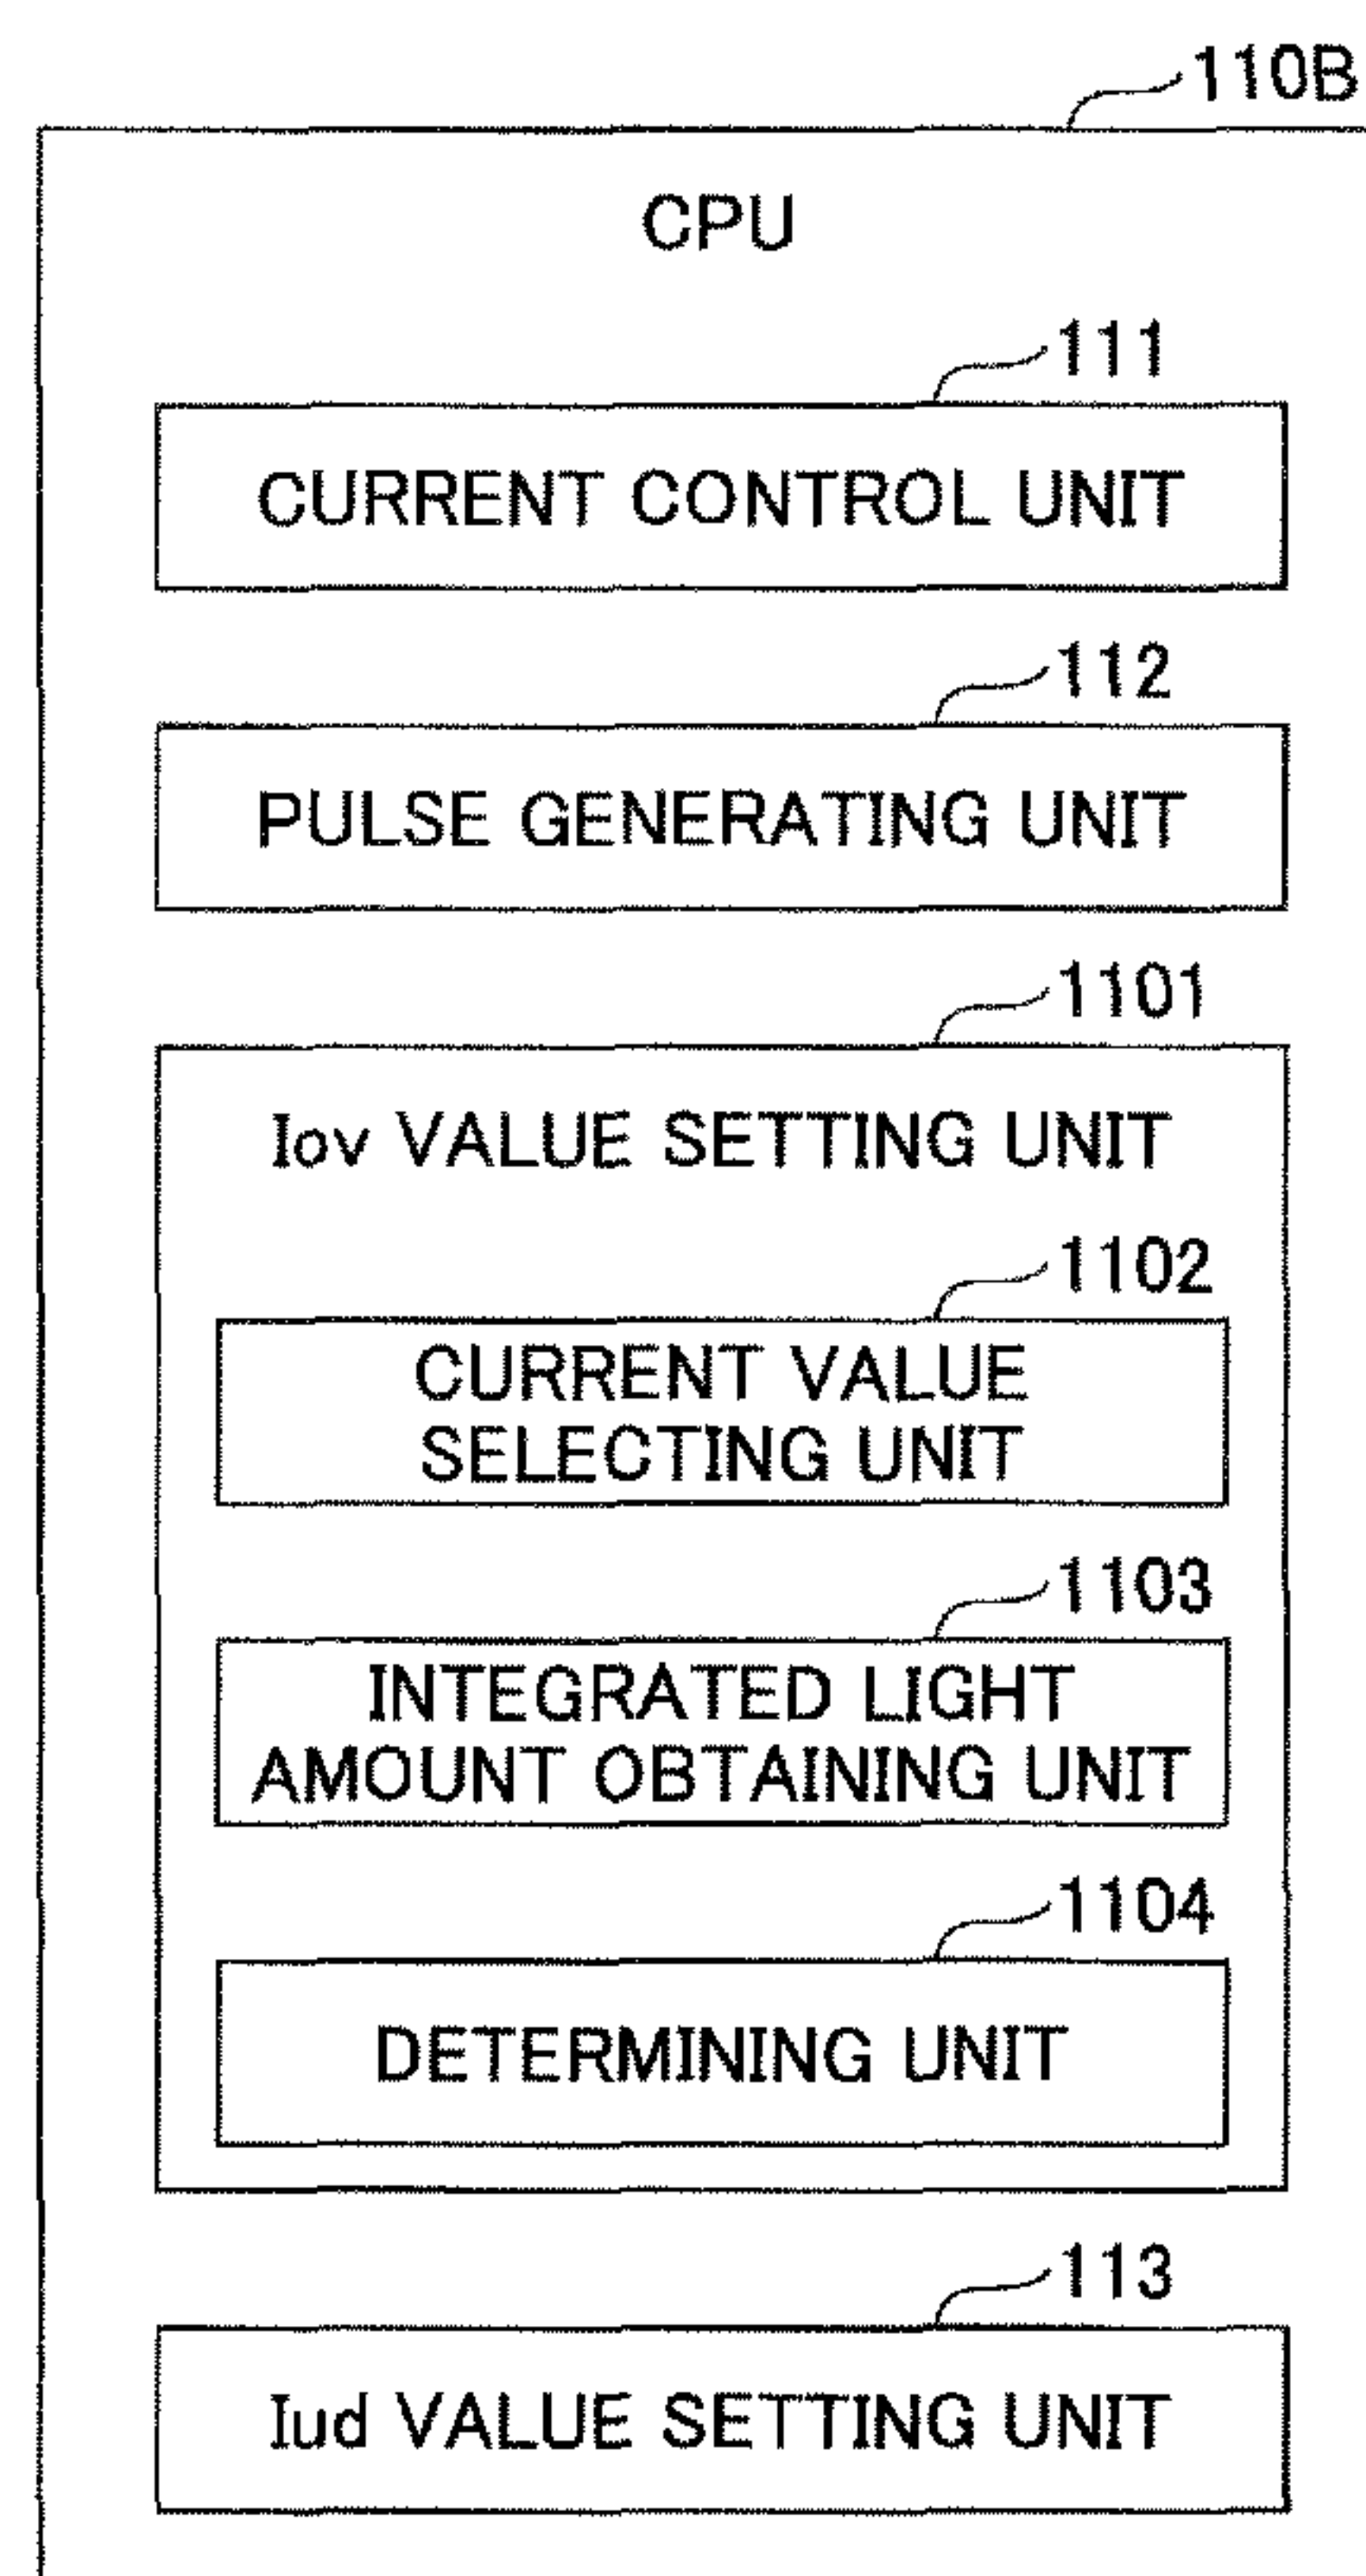 110B
CPU
111
CURRENT CONTROL UNIT
112
PULSE GENERATING UNIT
1101
Iov VALUE SETTING UNIT
1102
CURRENT VALUE
SELECTING UNIT
1103
INTEGRATED LIGHT
AMOUNT OBTAINING UNIT
1104
DETERMINING UNIT
113
Iud VALUE SETTING UNIT